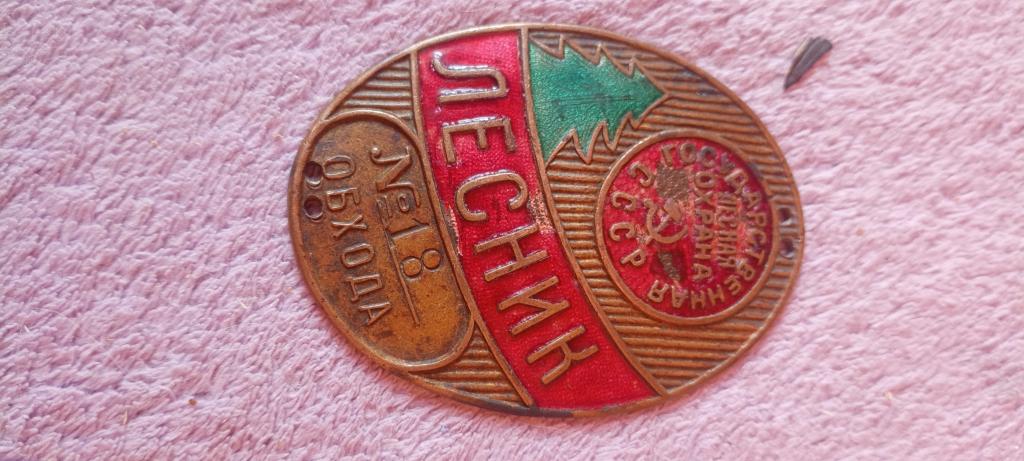 ГОСУДАРСТВЕННАЯ
ЛЕСНАЯ
ОХРАНА
СССР
ЛЕСНИК
№ 18
ОБХОДА